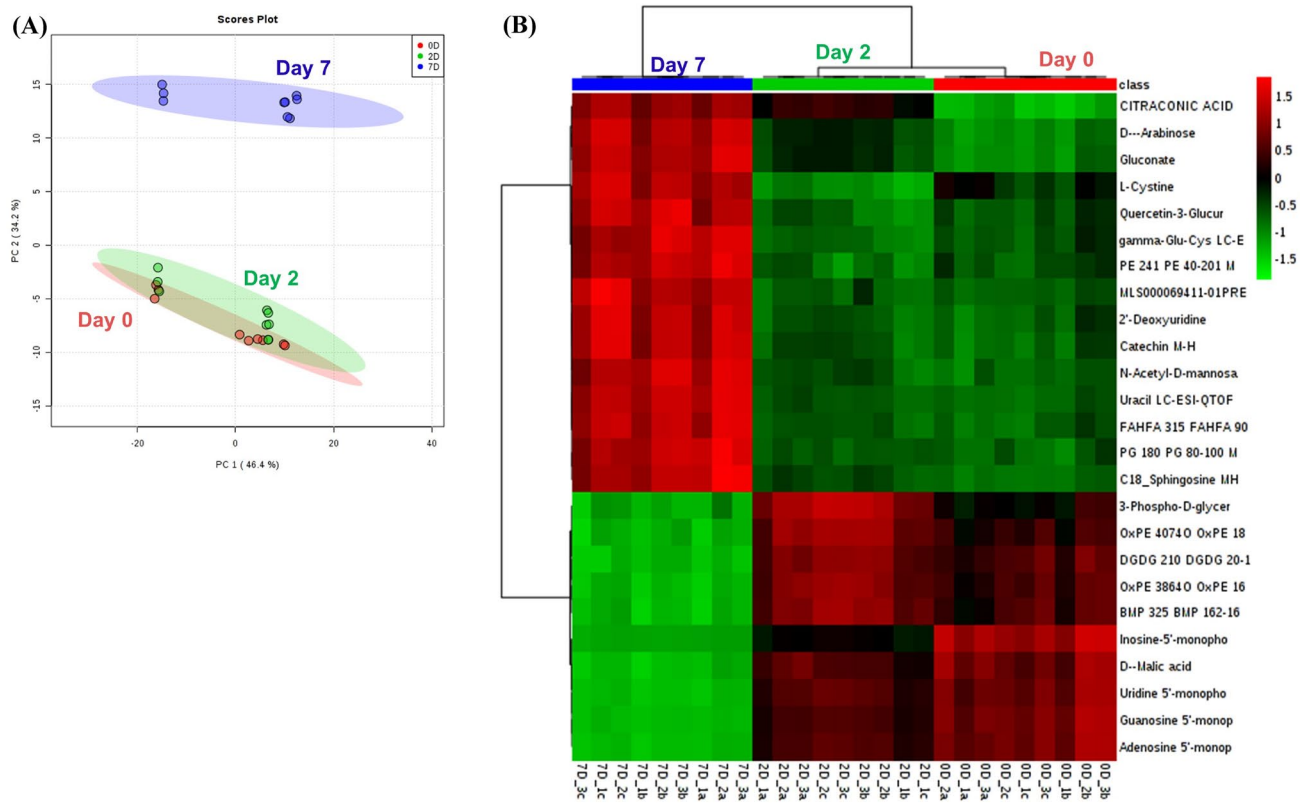 (A)
Scores Plot
0D
2D
7D
Day 7
Day 2
Day 0
15
10
5
0
-5
-10
-15
PC 2 ( 34.2 %)
-20
0
20
40
PC 1 ( 46.4 %)
(B)
Day 7
Day 2
Day 0
class
CITRACONIC ACID
D---Arabinose
Gluconate
L-Cystine
Quercetin-3-Glucur
gamma-Glu-Cys LC-E
PE 241 PE 40-201 M
MLS000069411-01PRE
2'-Deoxyuridine
Catechin M-H
N-Acetyl-D-mannosa
Uracil LC-ESI-QTOF
FAHFA 315 FAHFA 90
PG 180 PG 80-100 M
C18_Sphingosine MH
3-Phospho-D-glycer
OxPE 4074O OxPE 18
DGDG 210 DGDG 20-1
OxPE 3864O OxPE 16
BMP 325 BMP 162-16
Inosine-5'-monopho
D--Malic acid
Uridine 5'-monopho
Guanosine 5'-monop
Adenosine 5'-monop
7D_3c
7D_1c
7D_2c
7D_1b
7D_2b
7D_3b
7D_1a
7D_2a
7D_3a
2D_1a
2D_2a
2D_3a
2D_2c
2D_3c
2D_3b
2D_2b
2D_1b
2D_1c
0D_2a
0D_1a
0D_3a
0D_2c
0D_1c
0D_3c
0D_1b
0D_2b
0D_3b
1.5
1
0.5
0
-0.5
-1
-1.5